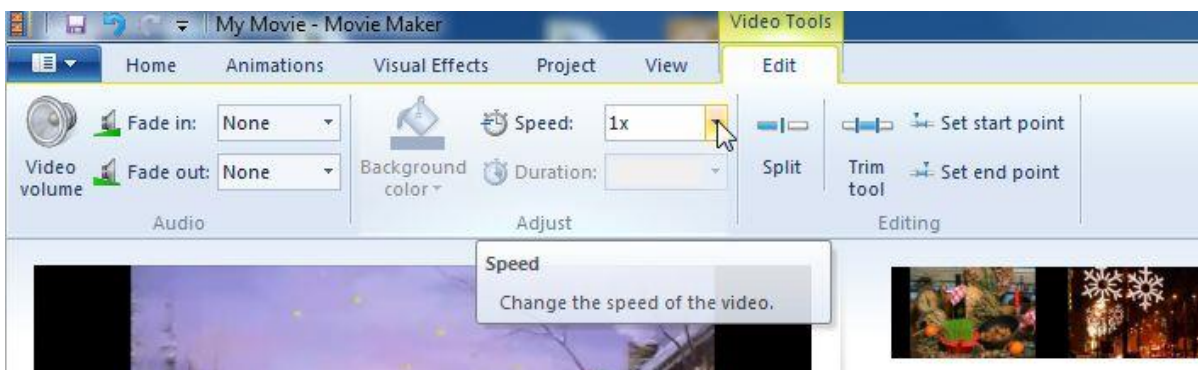 My Movie - Movie Maker
Video Tools
Home Animations Visual Effects Project View Edit
Fade in: None
Speed: 1x
Set start point
Video volume
Fade out: None
Background color
Duration:
Split
Trim tool
Set end point
Audio
Adjust
Editing
Speed
Change the speed of the video.